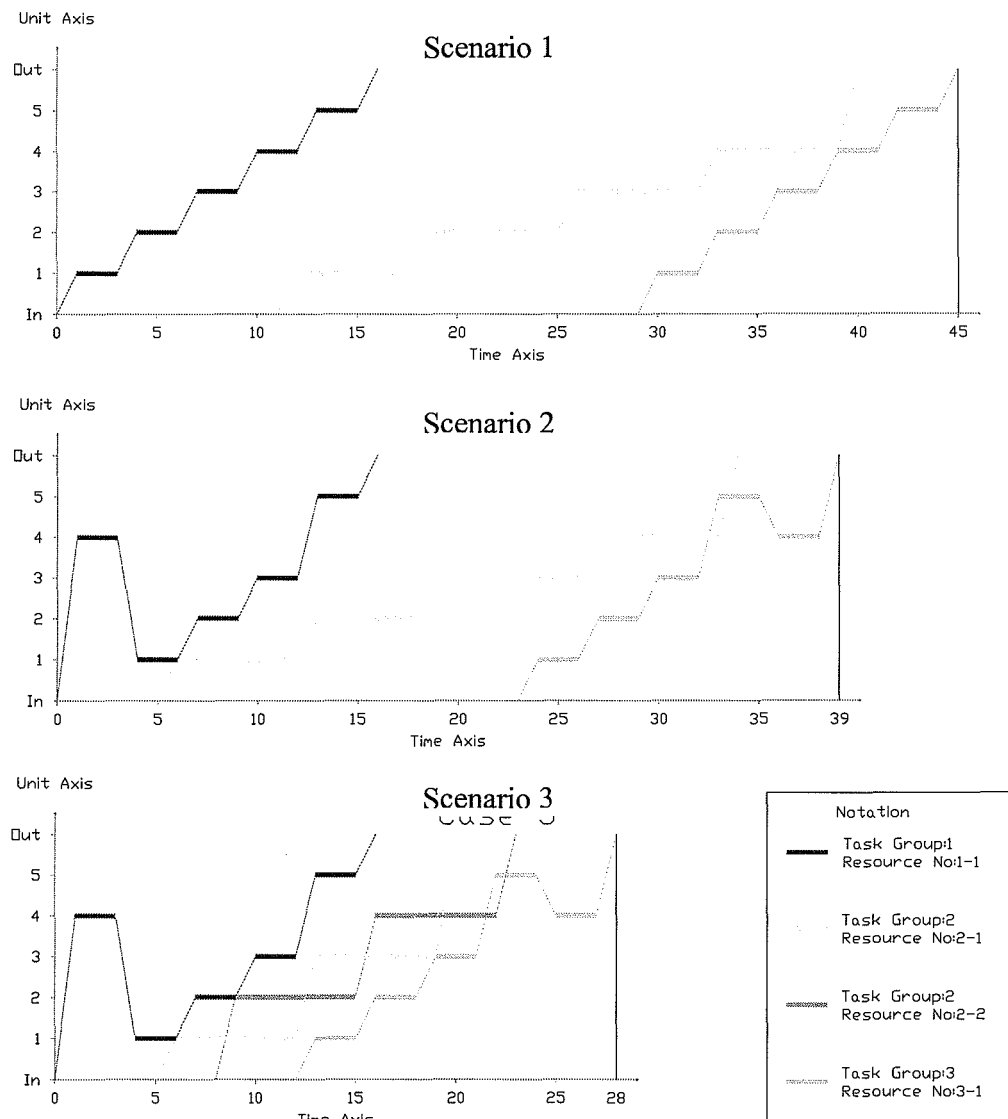 Unit Axis
Scenario 1
Out
5
4
3
2
1
In
0 5 10 15 20 25 30 35 40 45
Time Axis
Unit Axis
Scenario 2
Out
5
4
3
2
1
In
0 5 10 15 20 25 30 35 39
Time Axis
Unit Axis
Scenario 3
Out
5
4
3
2
1
In
0 5 10 15 20 25 28
Time Axis
Notation
Task Group:1
Resource No:1-1
Task Group:2
Resource No:2-1
Task Group:2
Resource No:2-2
Task Group:3
Resource No:3-1